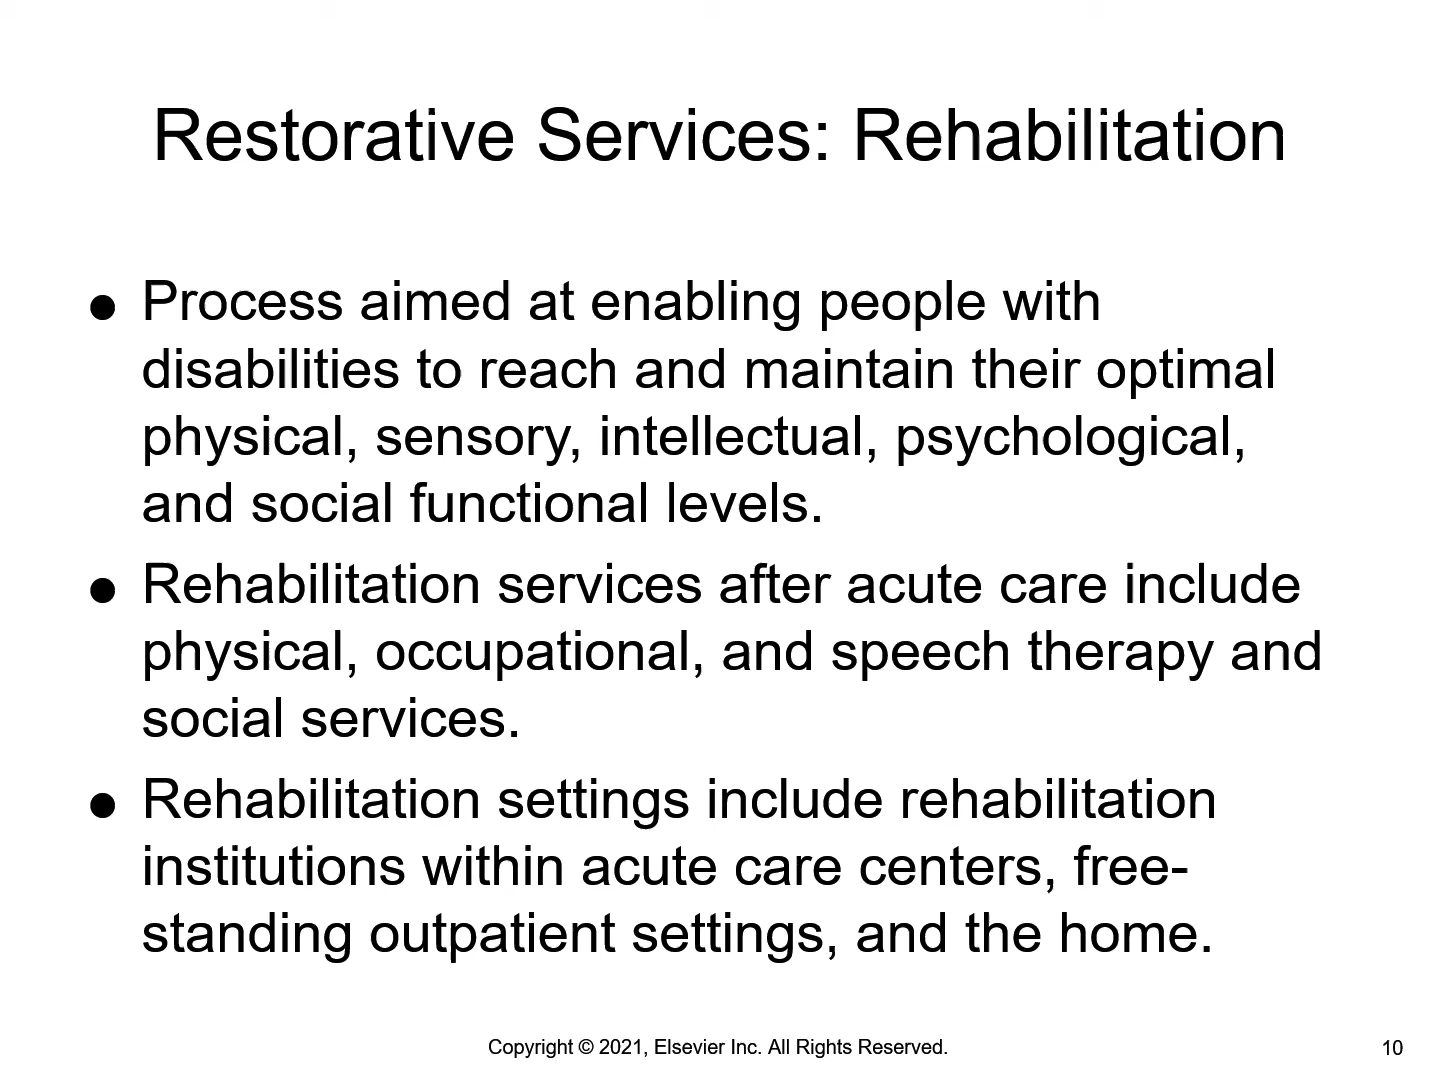 Restorative Services: Rehabilitation
● Process aimed at enabling people with
disabilities to reach and maintain their optimal
physical, sensory, intellectual, psychological,
and social functional levels.
● Rehabilitation services after acute care include
physical, occupational, and speech therapy and
social services.
● Rehabilitation settings include rehabilitation
institutions within acute care centers, free-
standing outpatient settings, and the home.
Copyright © 2021, Elsevier Inc. All Rights Reserved.
10